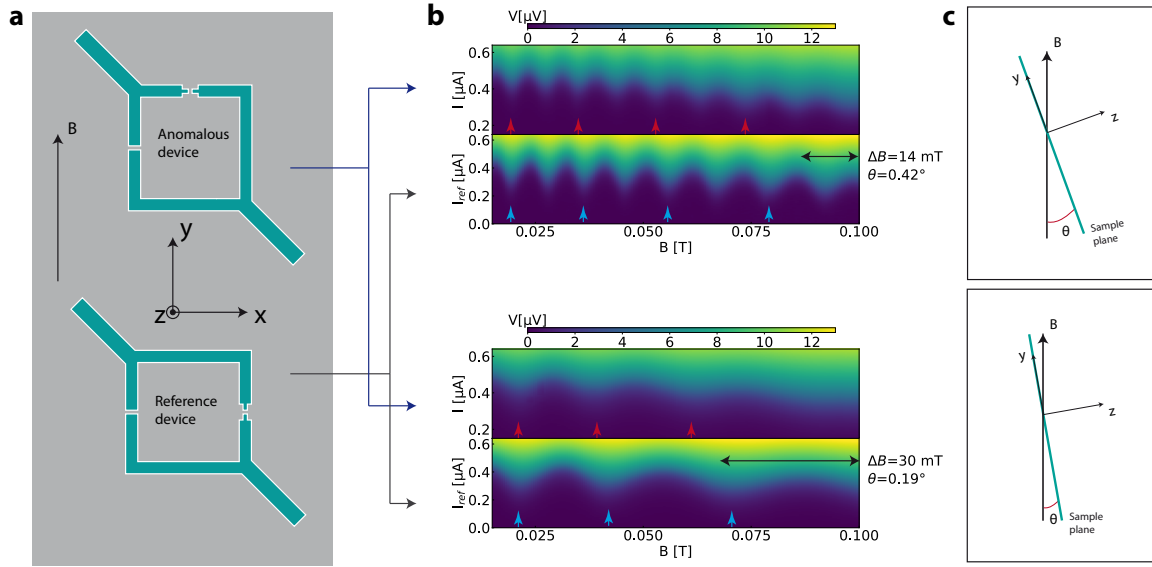 a
B
Anomalous
device
y
z
x
Reference
device
b
V[μV]
0 2 4 6 8 10 12
I [μA]
0.6
0.4
0.2
I_ref [μA]
0.6
0.4
0.2
0.0
0.025 0.050 0.075 0.100
B [T]
ΔB=14 mT
θ=0.42°
V[μV]
0 2 4 6 8 10 12
I [μA]
0.6
0.4
0.2
I_ref [μA]
0.6
0.4
0.2
0.0
0.025 0.050 0.075 0.100
B [T]
ΔB=30 mT
θ=0.19°
c
B
y
z
θ
Sample
plane
B
y
z
θ
Sample
plane